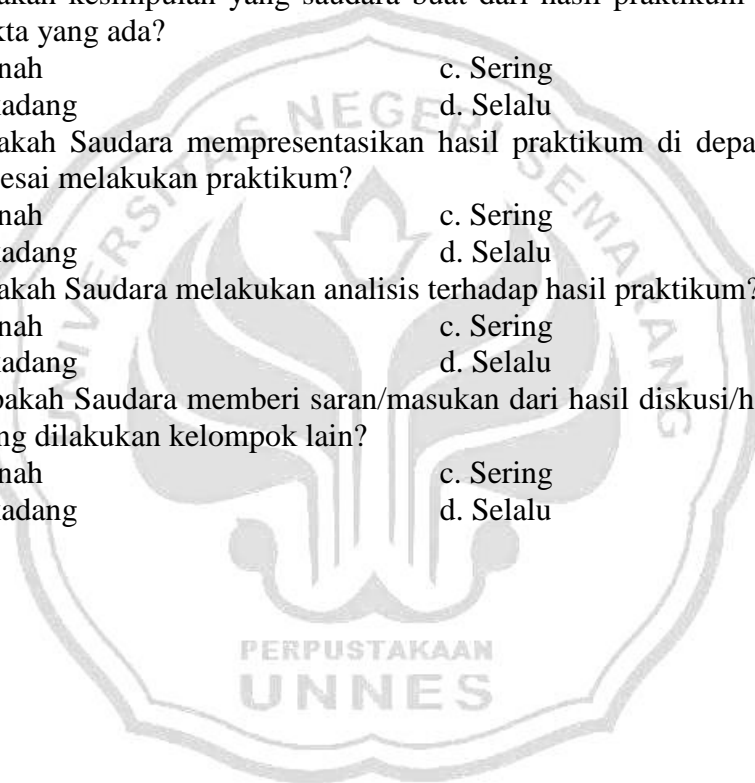 akan kesimpulan yang saudara buat dari hasil praktikum
kta yang ada?
nah c. Sering
adang d. Selalu
akah Saudara mempresentasikan hasil praktikum di depa
esai melakukan praktikum?
nah c. Sering
adang d. Selalu
akah Saudara melakukan analisis terhadap hasil praktikum?
nah c. Sering
adang d. Selalu
pakah Saudara memberi saran/masukan dari hasil diskusi/h
ng dilakukan kelompok lain?
nah c. Sering
adang d. Selalu
UNIVERSITAS NEGERI SEMARANG
PERPUSTAKAAN
UNNES